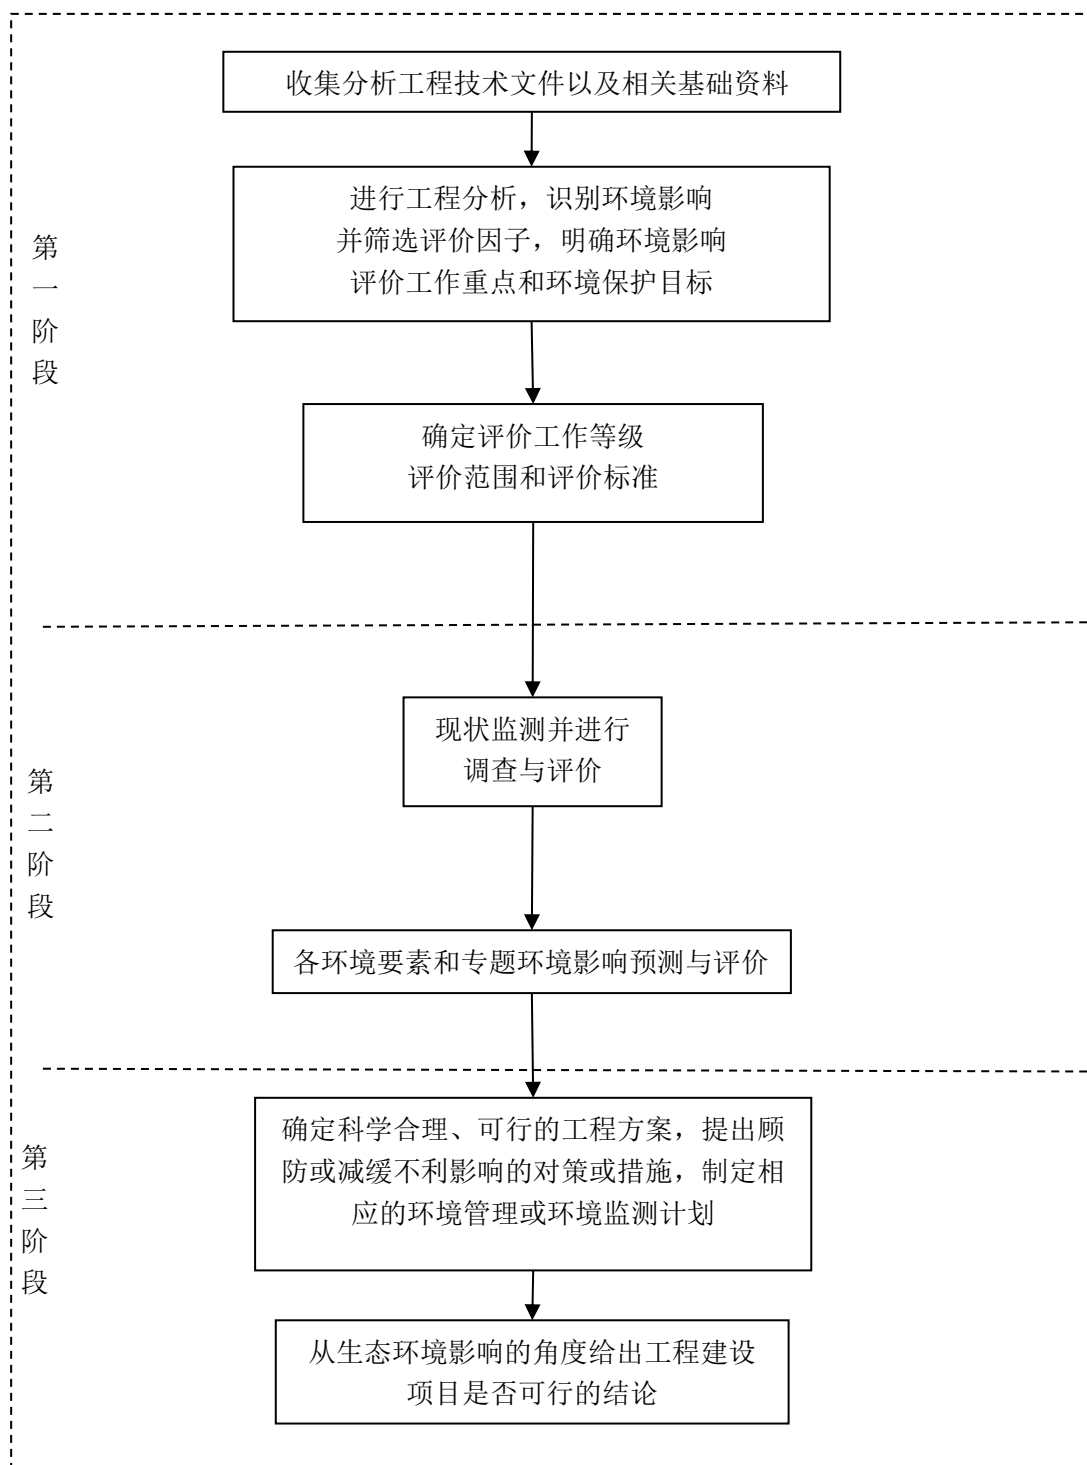 收集分析工程技术文件以及相关基础资料
进行工程分析，识别环境影响
并筛选评价因子，明确环境影响
评价工作重点和环境保护目标
第
一
阶
段
确定评价工作等级
评价范围和评价标准
现状监测并进行
调查与评价
第
二
阶
段
各环境要素和专题环境影响预测与评价
确定科学合理、可行的工程方案，提出顾
防或减缓不利影响的对策或措施，制定相
应的环境管理或环境监测计划
第
三
阶
段
从生态环境影响的角度给出工程建设
项目是否可行的结论